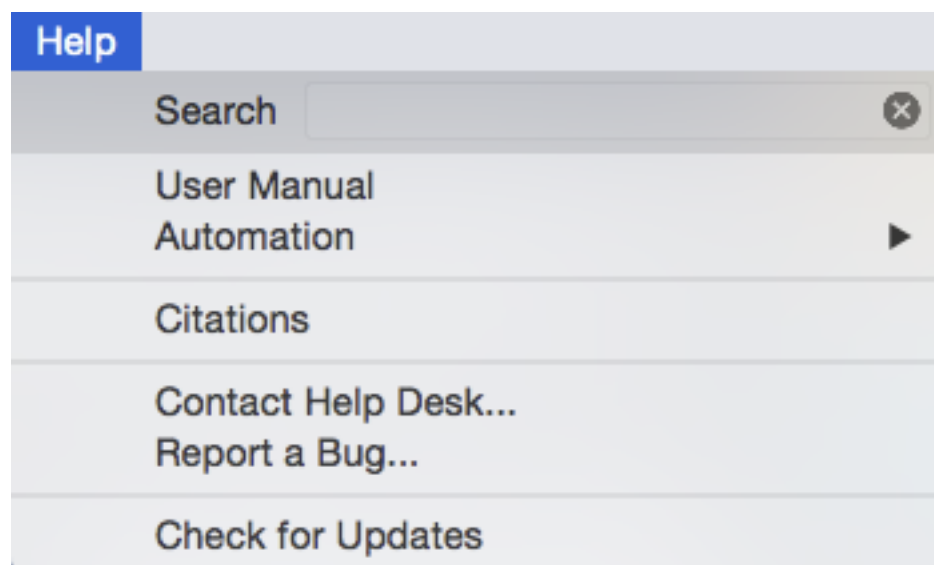 Help
Search
User Manual
Automation
Citations
Contact Help Desk...
Report a Bug...
Check for Updates